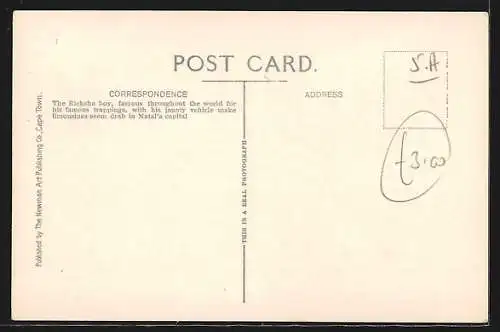 POST CARD.
CORRESPONDENCE
The Ricksha boy, famous throughout the world for
his famous trappings, with his jaunty vehicle make
limousines seem drab in Natal's capital
ADDRESS
S.A
£3.00
THIS IS A REAL PHOTOGRAPH
Published by The Newman Art Publishing Co., Cape Town.